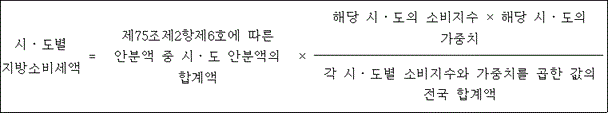 시·도별
지방소비세액
=
제75조제2항제6호에 따른
안분액 중 시·도 안분액의
합계액
×
해당 시·도의 소비지수 × 해당 시·도의
가중치
각 시·도별 소비지수와 가중치를 곱한 값의
전국 합계액